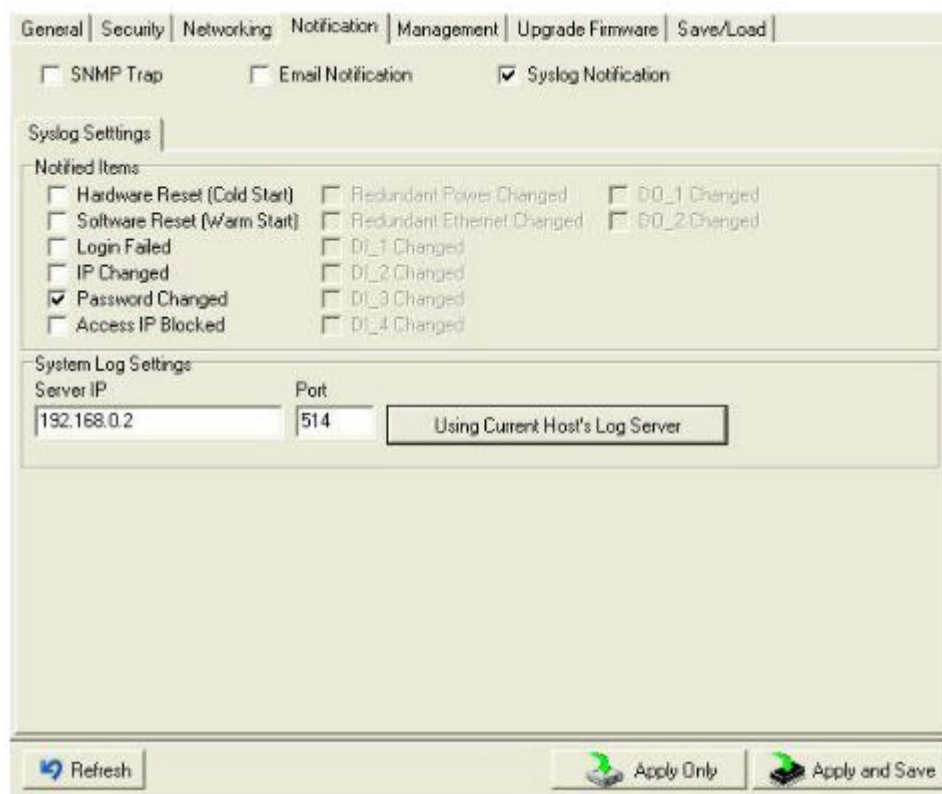 General Security Networking Notification Management Upgrade Firmware Save/Load
SNMP Trap Email Notification Syslog Notification
Syslog Setttings
Notified Items
Hardware Reset (Cold Start) Redundant Power Changed DO_1 Changed
Software Reset (Warm Start) Redundant Ethernet Changed DO_2 Changed
Login Failed DI_1 Changed
IP Changed DI_2 Changed
Password Changed DI_3 Changed
Access IP Blocked DI_4 Changed
System Log Settings
Server IP Port
192.168.0.2 514 Using Current Host's Log Server
Refresh Apply Only Apply and Save